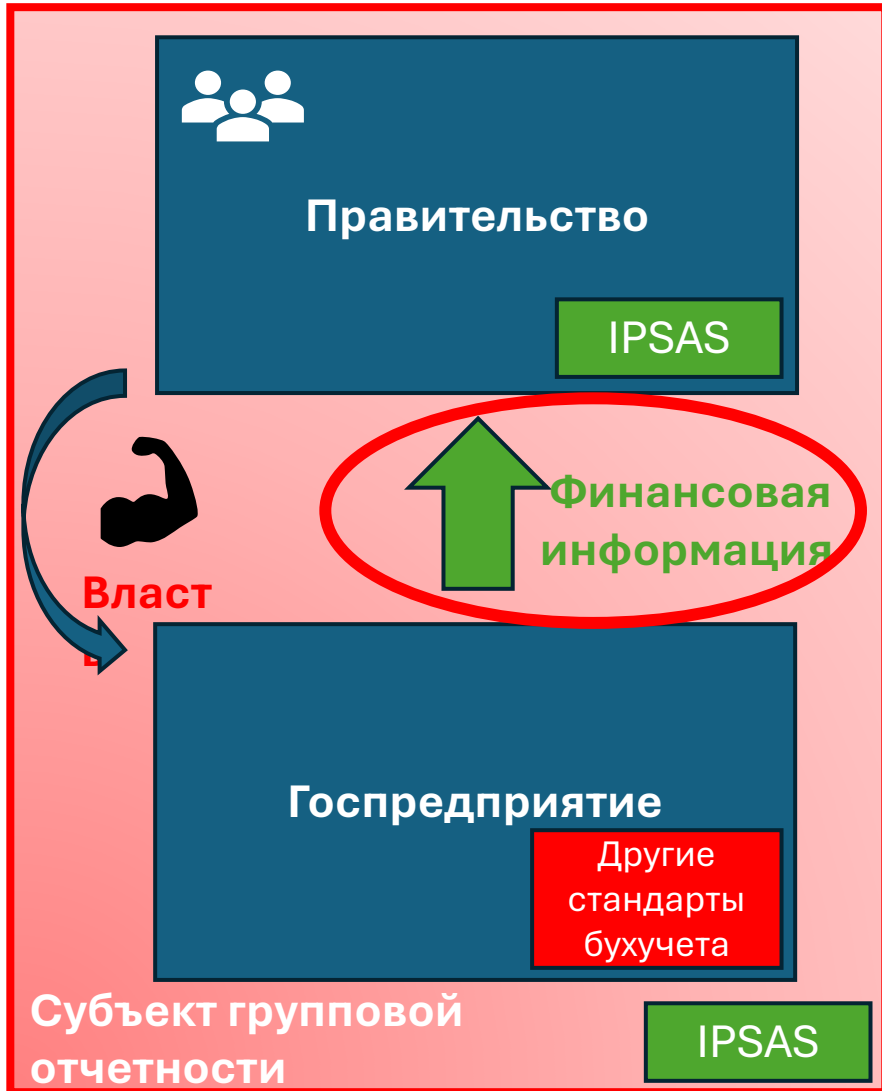 Правительство
IPSAS
Финансовая
информация
Власт
ь
Госпредприятие
Другие
стандарты
бухучета
Субъект групповой
отчетности
IPSAS